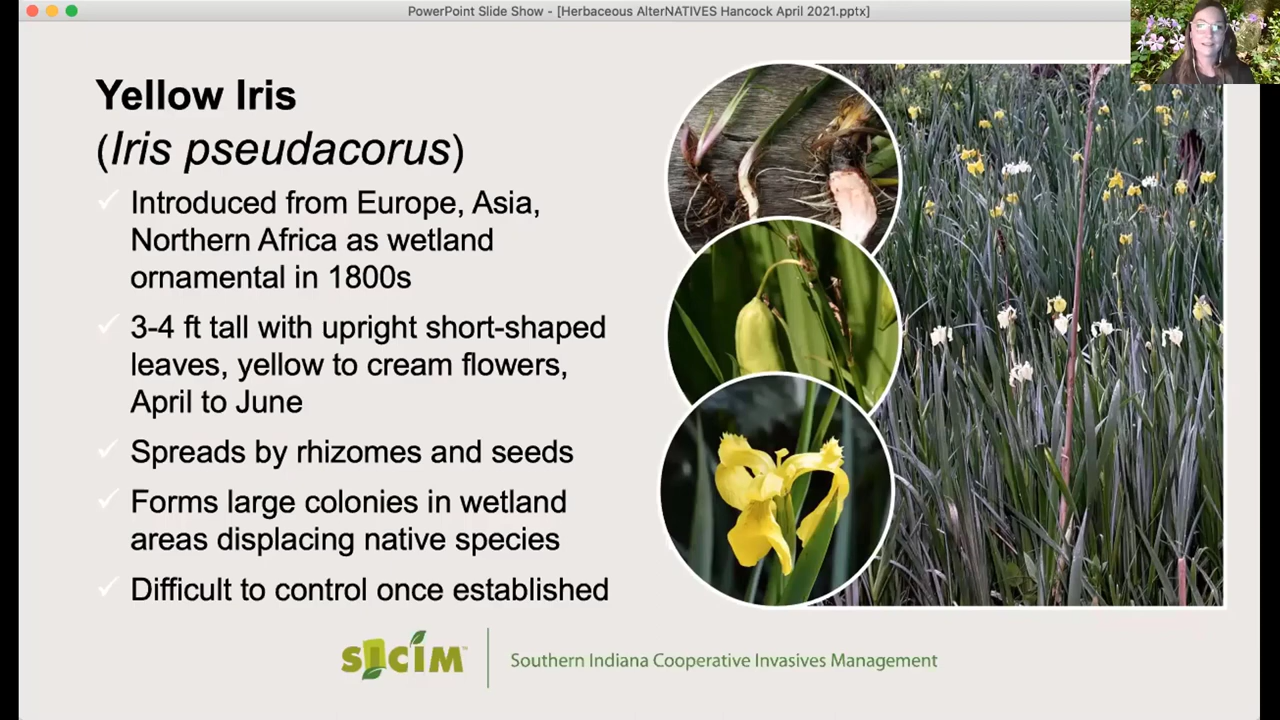 PowerPoint Slide Show - [Herbaceous AlterNATIVES Hancock April 2021.pptx]
Yellow Iris
(Iris pseudacorus)
Introduced from Europe, Asia,
Northern Africa as wetland
ornamental in 1800s
3-4 ft tall with upright short-shaped
leaves, yellow to cream flowers,
April to June
Spreads by rhizomes and seeds
Forms large colonies in wetland
areas displacing native species
Difficult to control once established
SICIM™
Southern Indiana Cooperative Invasives Management